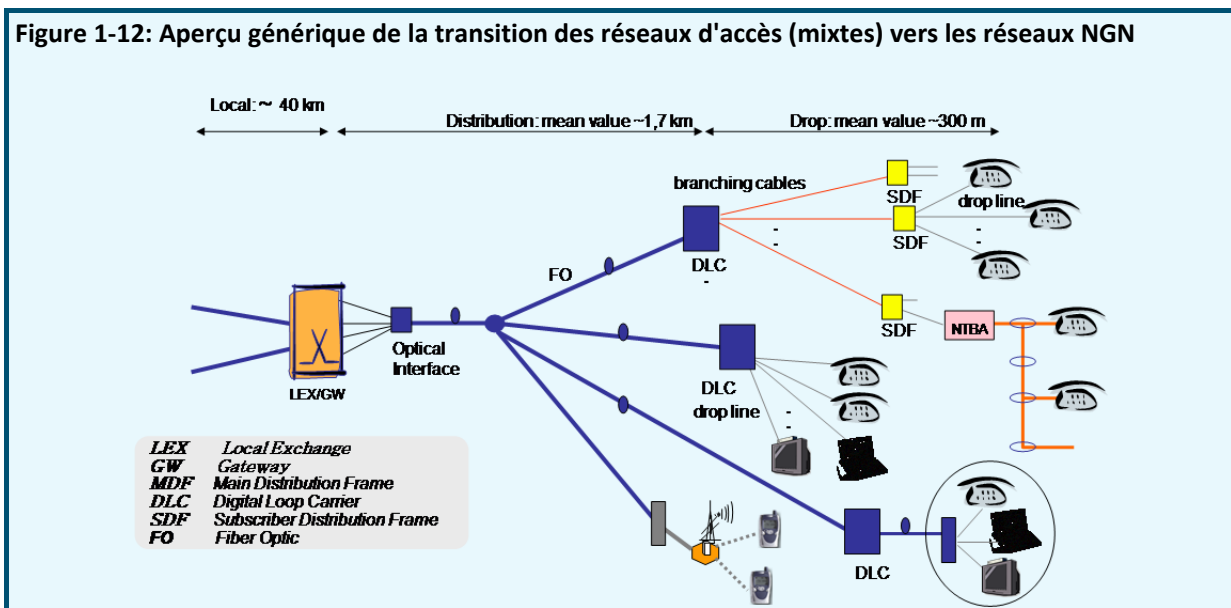 Figure 1-12: Aperçu générique de la transition des réseaux d'accès (mixtes) vers les réseaux NGN
Local: ~ 40 km
Distribution: mean value ~1,7 km
Drop: mean value ~300 m
branching cables
SDF
drop line
SDF
FO
DLC
SDF
NTBA
Optical
Interface
LEX/GW
DLC
drop line
LEX Local Exchange
GW Gateway
MDF Main Distribution Frame
DLC Digital Loop Carrier
SDF Subscriber Distribution Frame
FO Fiber Optic
DLC